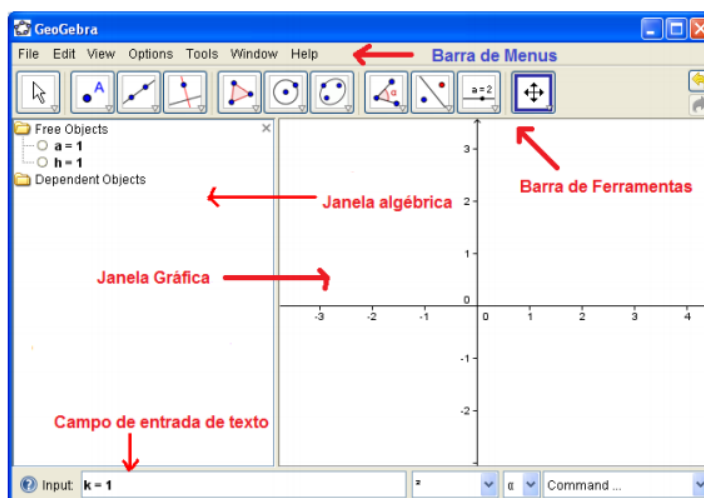 GeoGebra
File Edit View Options Tools Window Help
Barra de Menus
A
α
a=2
Free Objects
a = 1
h = 1
Dependent Objects
Barra de Ferramentas
Janela algébrica
Janela Gráfica
3
2
1
0
-3 -2 -1 0 1 2 3 4
-1
-2
Campo de entrada de texto
Input: k = 1 ² α Command ...